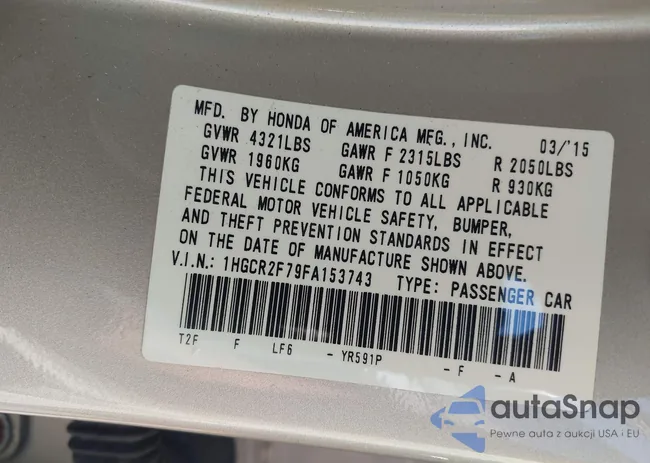 MFD. BY HONDA OF AMERICA MFG., INC. 03/'15
GVWR 4321LBS GAWR F 2315LBS R 2050LBS
GVWR 1960KG GAWR F 1050KG R 930KG
THIS VEHICLE CONFORMS TO ALL APPLICABLE
FEDERAL MOTOR VEHICLE SAFETY, BUMPER,
AND THEFT PREVENTION STANDARDS IN EFFECT
ON THE DATE OF MANUFACTURE SHOWN ABOVE.
V.I.N.: 1HGCR2F79FA153743 TYPE: PASSENGER CAR
T2F F LF6 - YR591P - F - A
autaSnap
Pewne auta z aukcji USA i EU